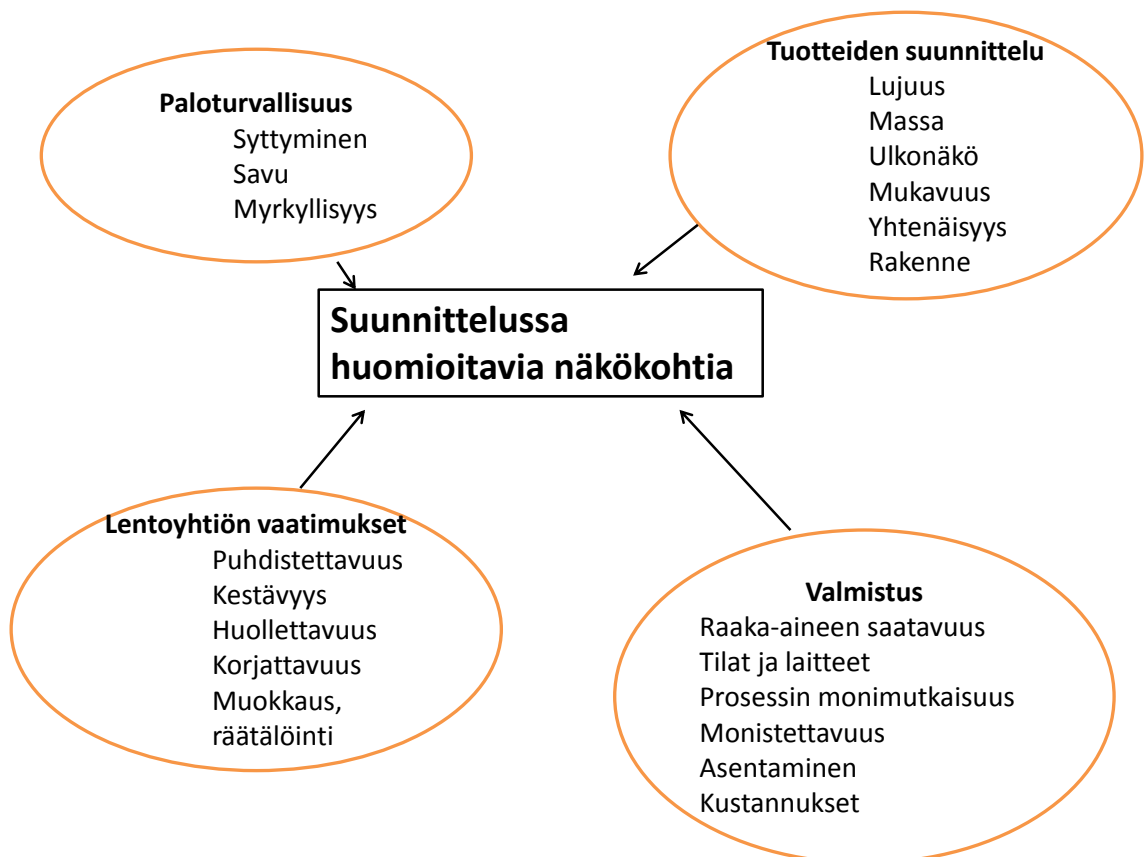 Paloturvallisuus
Syttyminen
Savu
Myrkyllisyys
Tuotteiden suunnittelu
Lujuus
Massa
Ulkonäkö
Mukavuus
Yhtenäisyys
Rakenne
Suunnittelussa
huomioitavia näkökohtia
Lentoyhtiön vaatimukset
Puhdistettavuus
Kestävyys
Huollettavuus
Korjattavuus
Muokkaus,
räätälöinti
Valmistus
Raaka-aineen saatavuus
Tilat ja laitteet
Prosessin monimutkaisuus
Monistettavuus
Asentaminen
Kustannukset